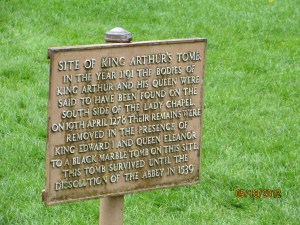 SITE OF KING ARTHUR'S TOMB.
IN THE YEAR 1191 THE BODIES OF
KING ARTHUR AND HIS QUEEN WERE
SAID TO HAVE BEEN FOUND ON THE
SOUTH SIDE OF THE LADY CHAPEL.
ON 19TH APRIL 1278 THEIR REMAINS WERE
REMOVED IN THE PRESENCE OF
KING EDWARD I AND QUEEN ELEANOR
TO A BLACK MARBLE TOMB ON THIS SITE.
THIS TOMB SURVIVED UNTIL THE
DISSOLUTION OF THE ABBEY IN 1539